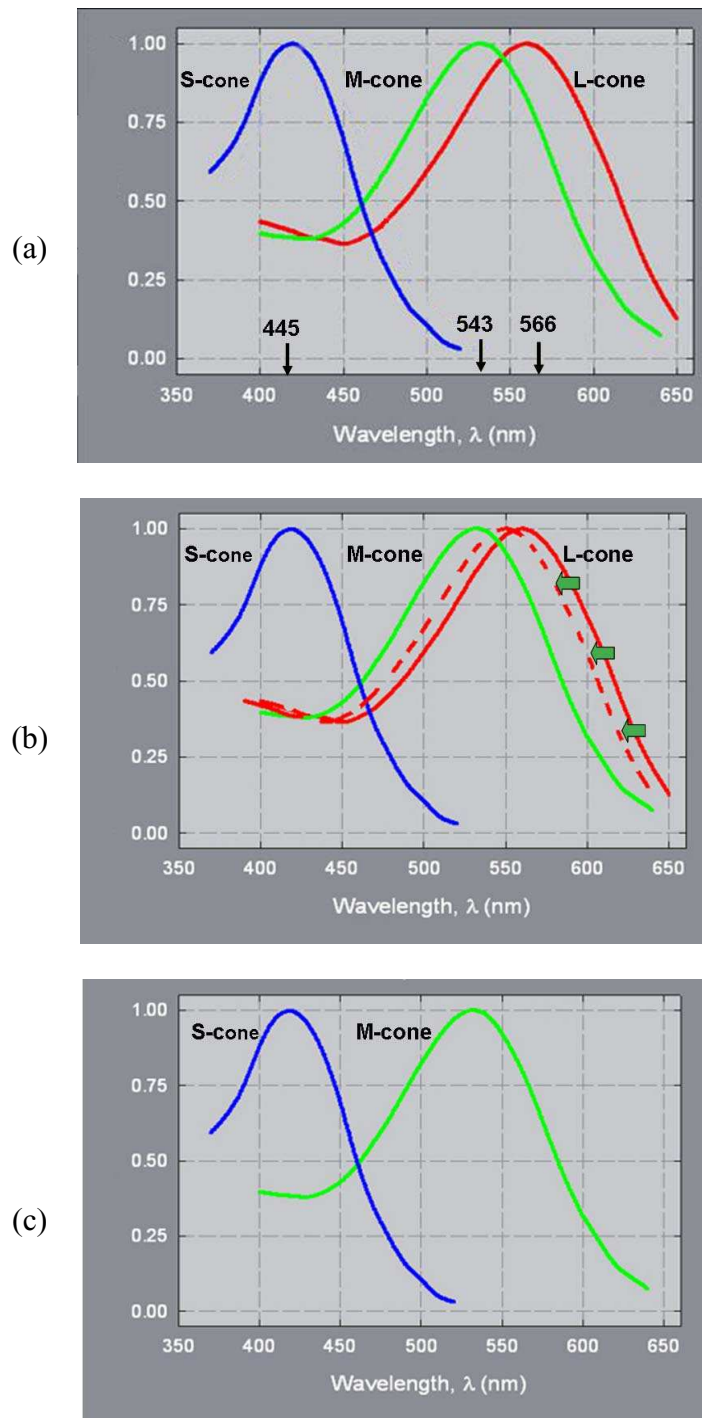 1.00
S-cone M-cone L-cone
0.75
(a)
0.50
0.25
445 543 566
0.00
350 400 450 500 550 600 650
Wavelength, λ (nm)
1.00
S-cone M-cone L-cone
0.75
0.50
(b)
0.25
0.00
350 400 450 500 550 600 650
Wavelength, λ (nm)
1.00
S-cone M-cone
0.75
(c)
0.50
0.25
0.00
350 400 450 500 550 600 650
Wavelength, λ (nm)